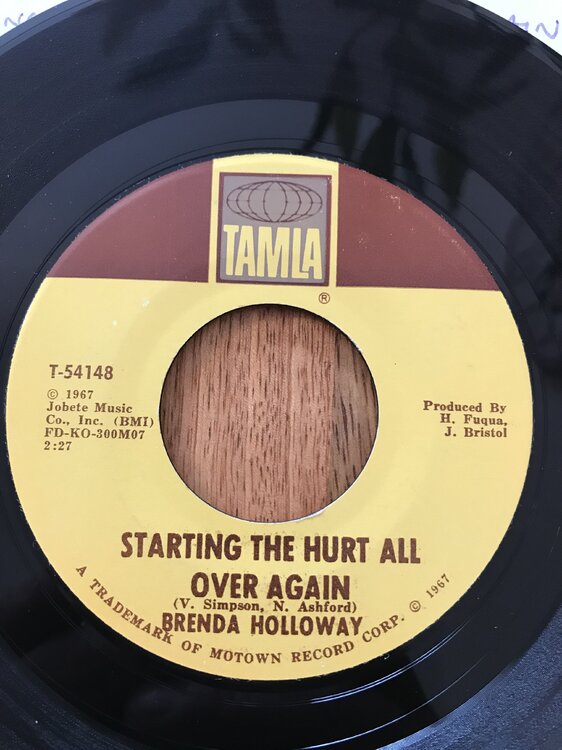 TAMLA
®
T-54148
© 1967
Jobete Music
Co., Inc. (BMI)
FD-KO-300M07
2:27
Produced By
H. Fuqua,
J. Bristol
STARTING THE HURT ALL
OVER AGAIN
(V. Simpson, N. Ashford)
BRENDA HOLLOWAY
A TRADEMARK OF MOTOWN RECORD CORP. © 1967